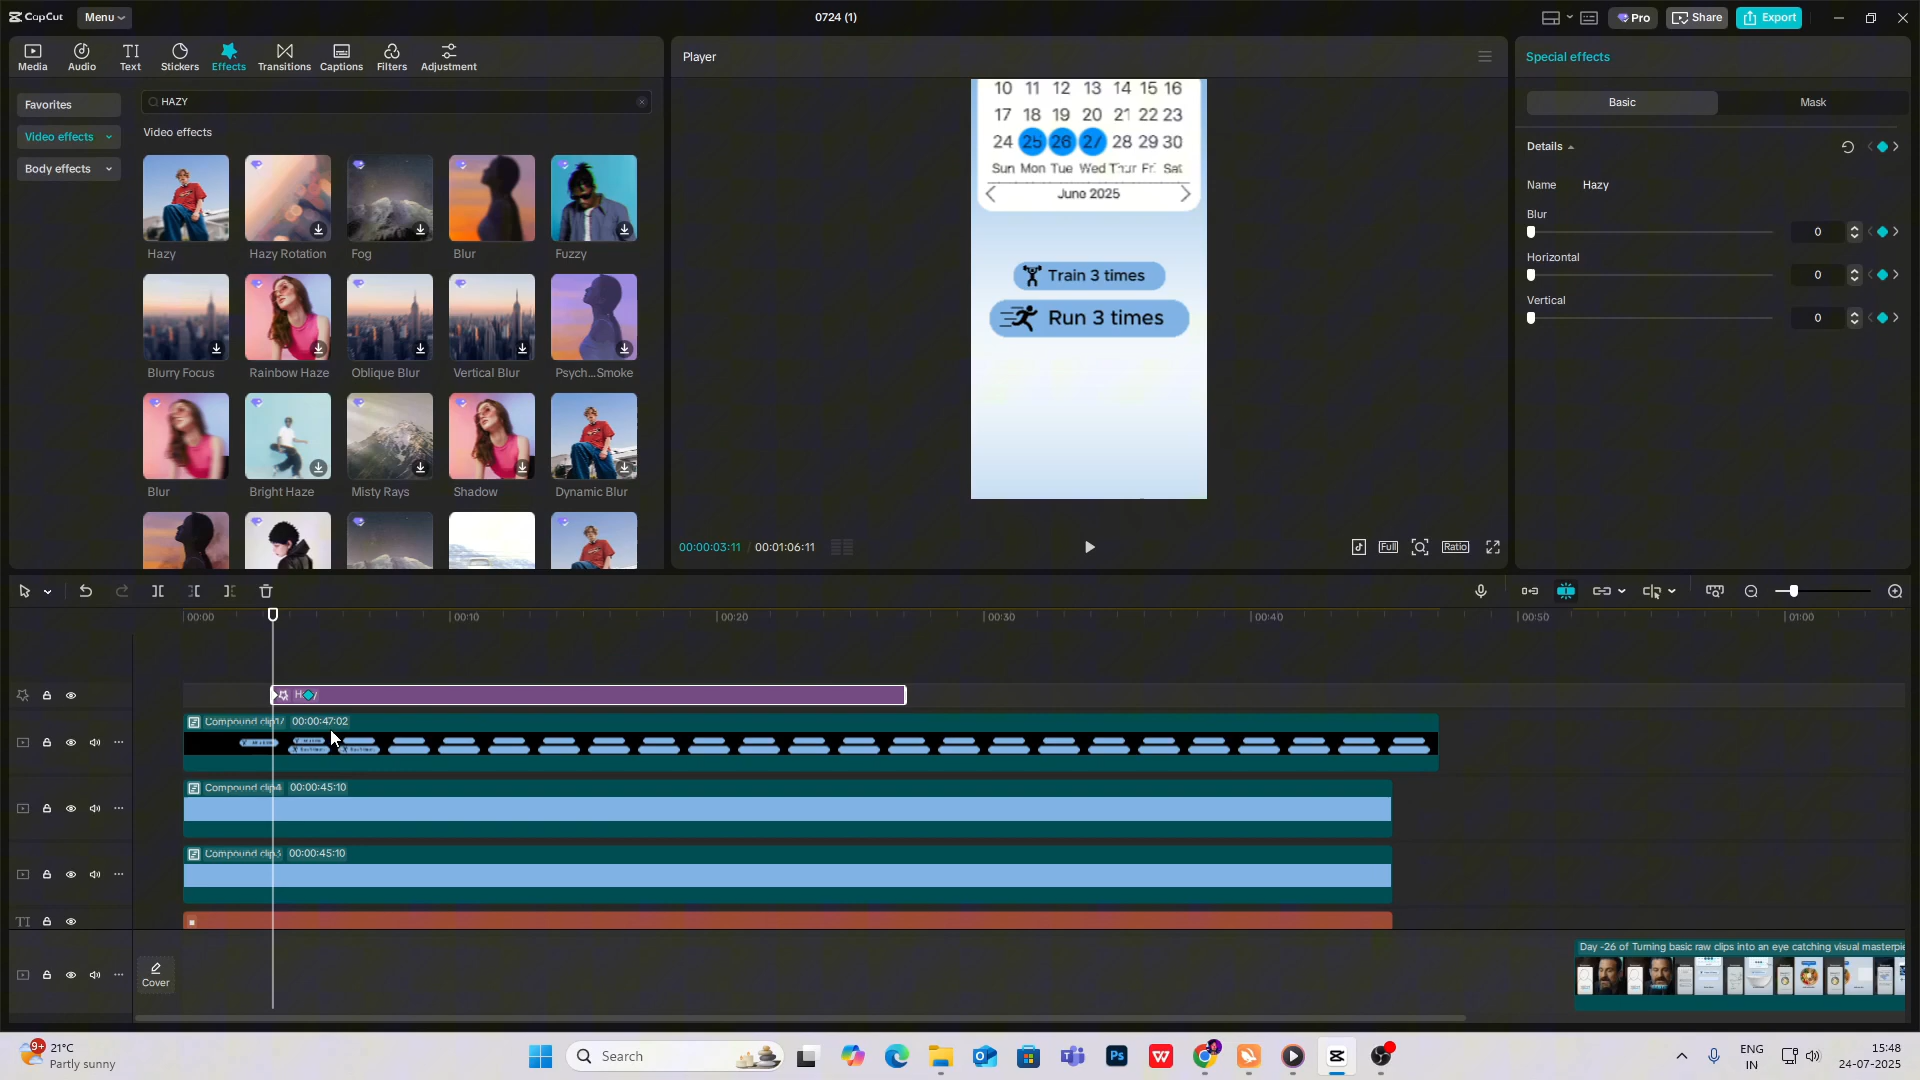 CapCut
Menu
0724 (1)
Pro
Share
Export
Media
Audio
Text
Stickers
Effects
Transitions
Captions
Filters
Adjustment
Favorites
Video effects
Body effects
HAZY
Video effects
Hazy
Hazy Rotation
Fog
Blur
Fuzzy
Blurry Focus
Rainbow Haze
Oblique Blur
Vertical Blur
Psych...Smoke
Blur
Bright Haze
Misty Rays
Shadow
Dynamic Blur
Player
10 11 12 13 14 15 16
17 18 19 20 21 22 23
24 25 26 27 28 29 30
Sun Mon Tue Wed Thur Fri Sat
June 2025
Train 3 times
Run 3 times
00:00:03:11 / 00:01:06:11
Full
Ratio
Special effects
Basic
Mask
Details
Name Hazy
Blur
0
Horizontal
0
Vertical
0
00:00
00:10
00:20
00:30
00:40
00:50
01:00
Hazy
Compound clip17 00:00:47:02
Compound clip4 00:00:45:10
Compound clip3 00:00:45:10
TI
Cover
Day -26 of Turning basic raw clips into an eye catching visual masterpie
9+
21°C
Partly sunny
Search
Ps
W
ENG
IN
15:48
24-07-2025